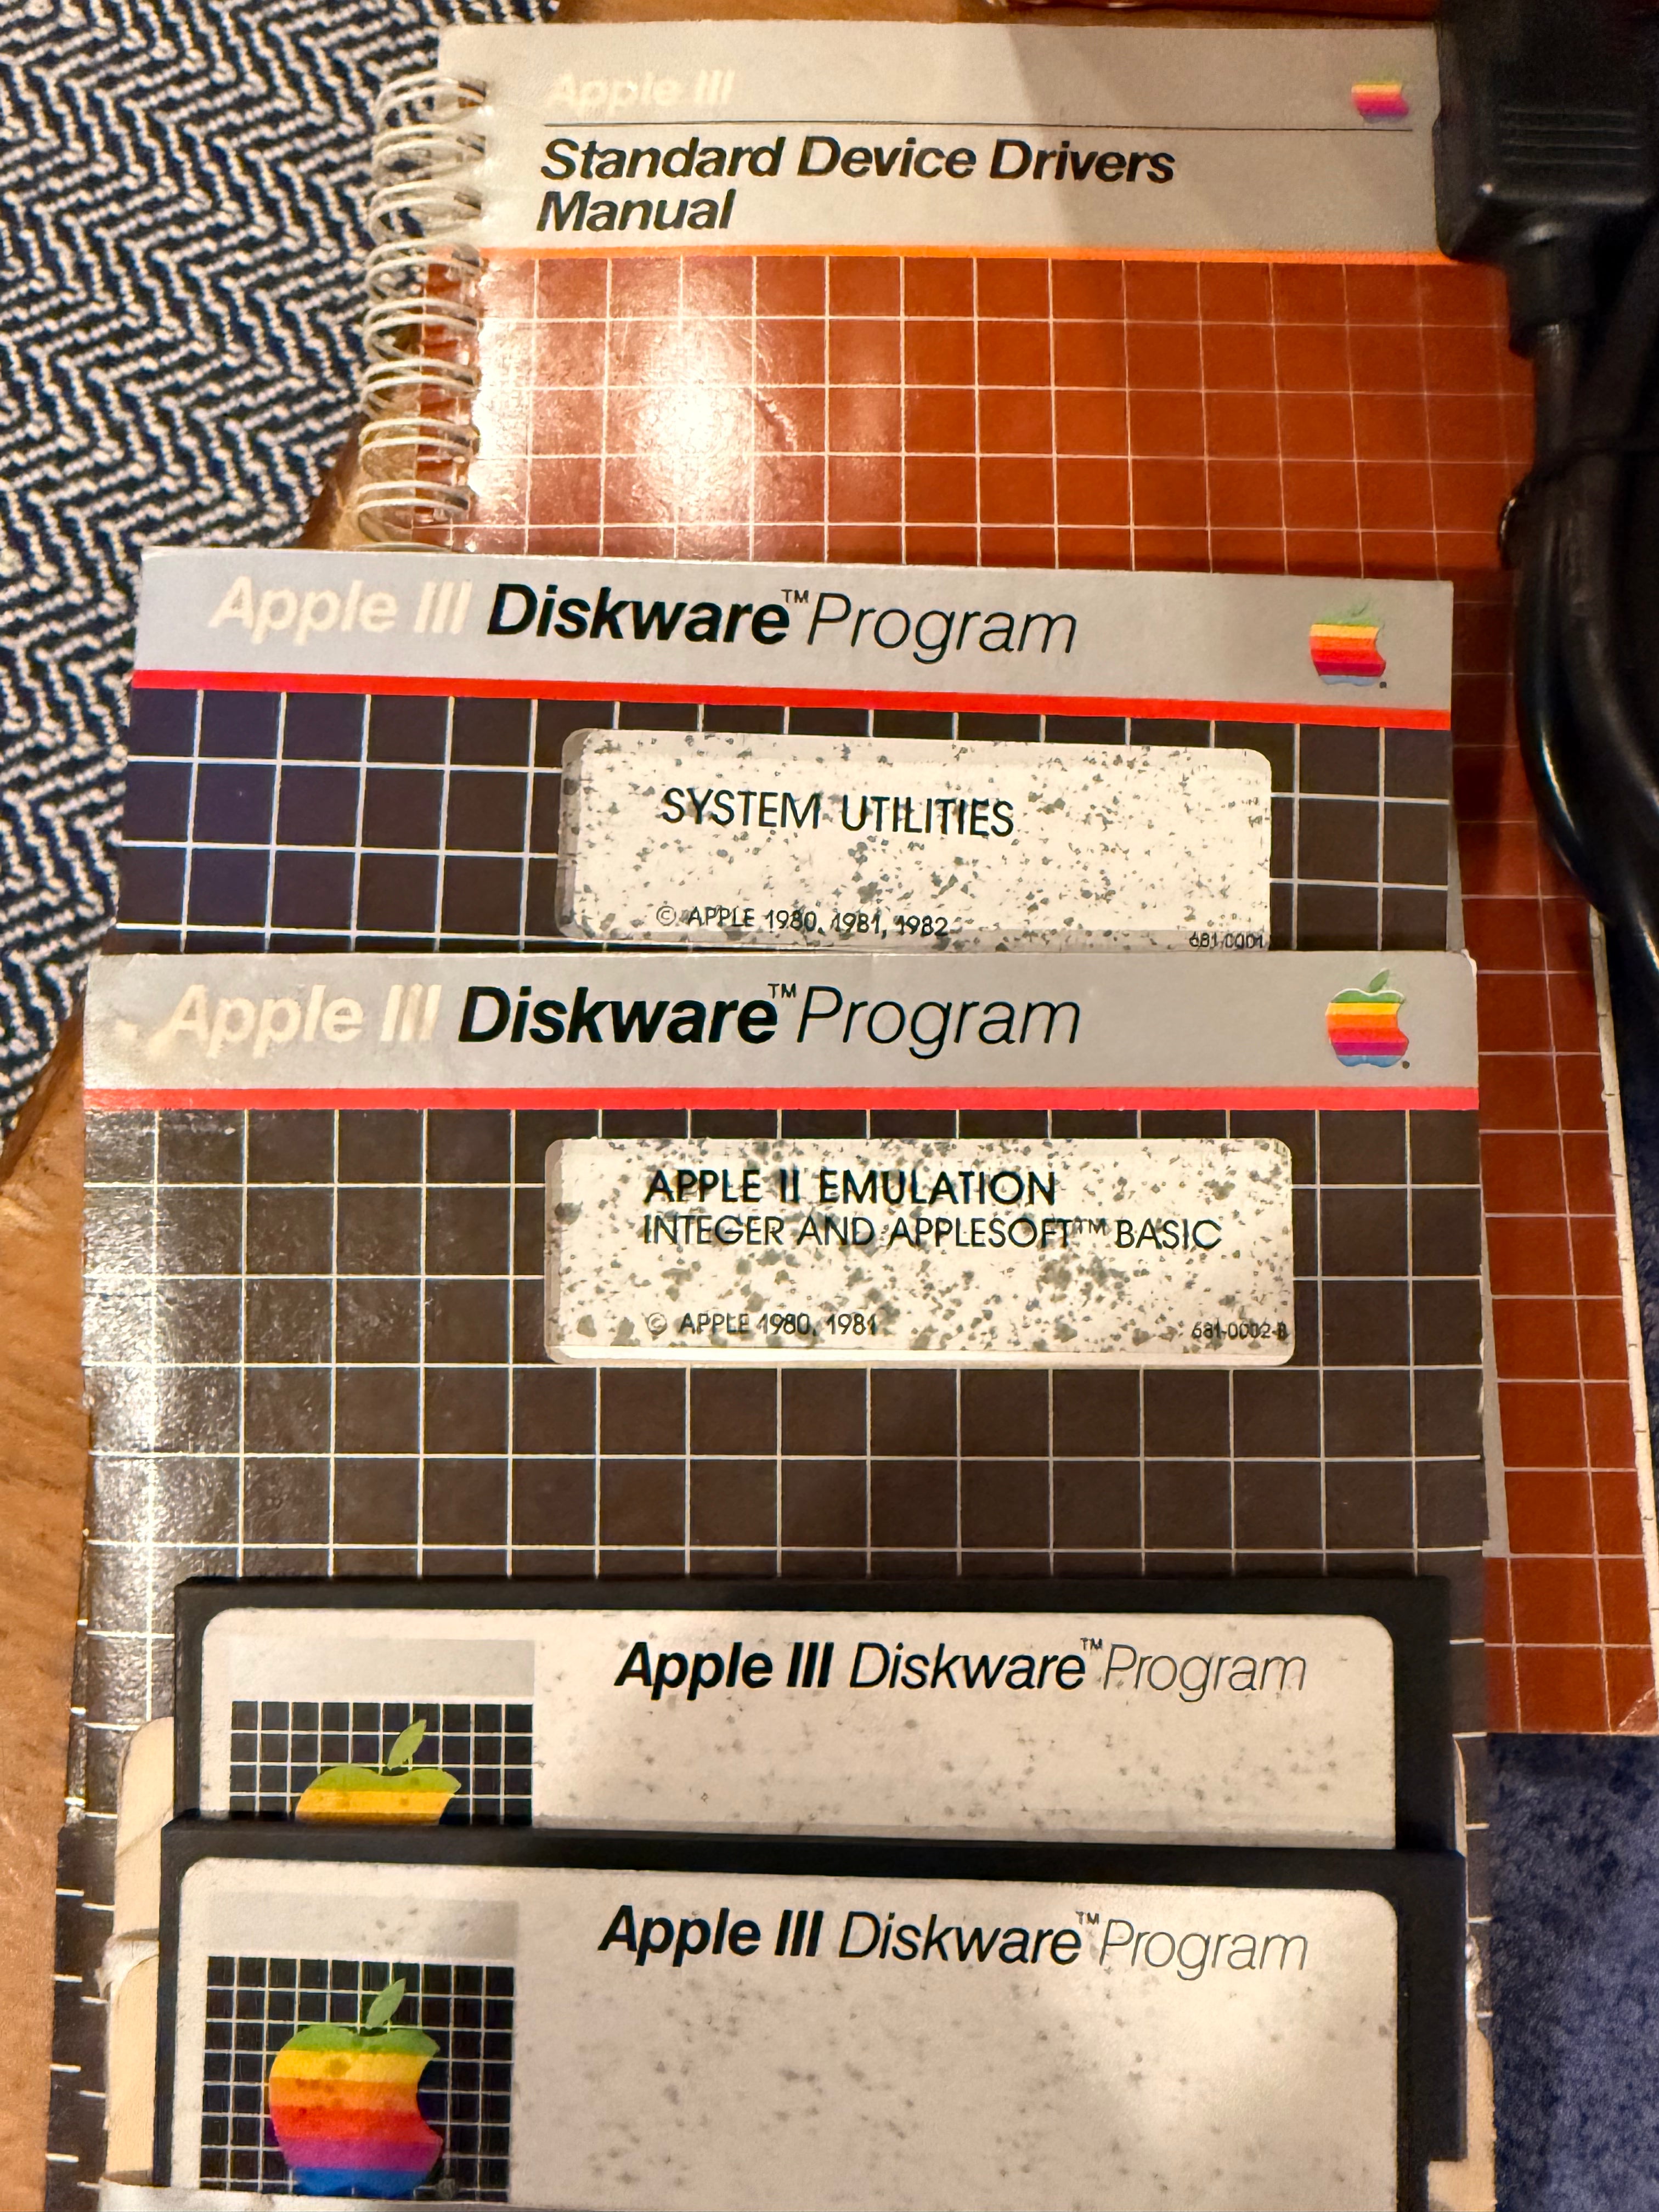 Apple III
Standard Device Drivers
Manual
Apple III Diskware™ Program
SYSTEM UTILITIES
© APPLE 1980, 1981, 1982
681-0001
Apple III Diskware™ Program
APPLE II EMULATION
INTEGER AND APPLESOFT™ BASIC
© APPLE 1980, 1981
681-0002-B
Apple III Diskware™ Program
Apple III Diskware™ Program